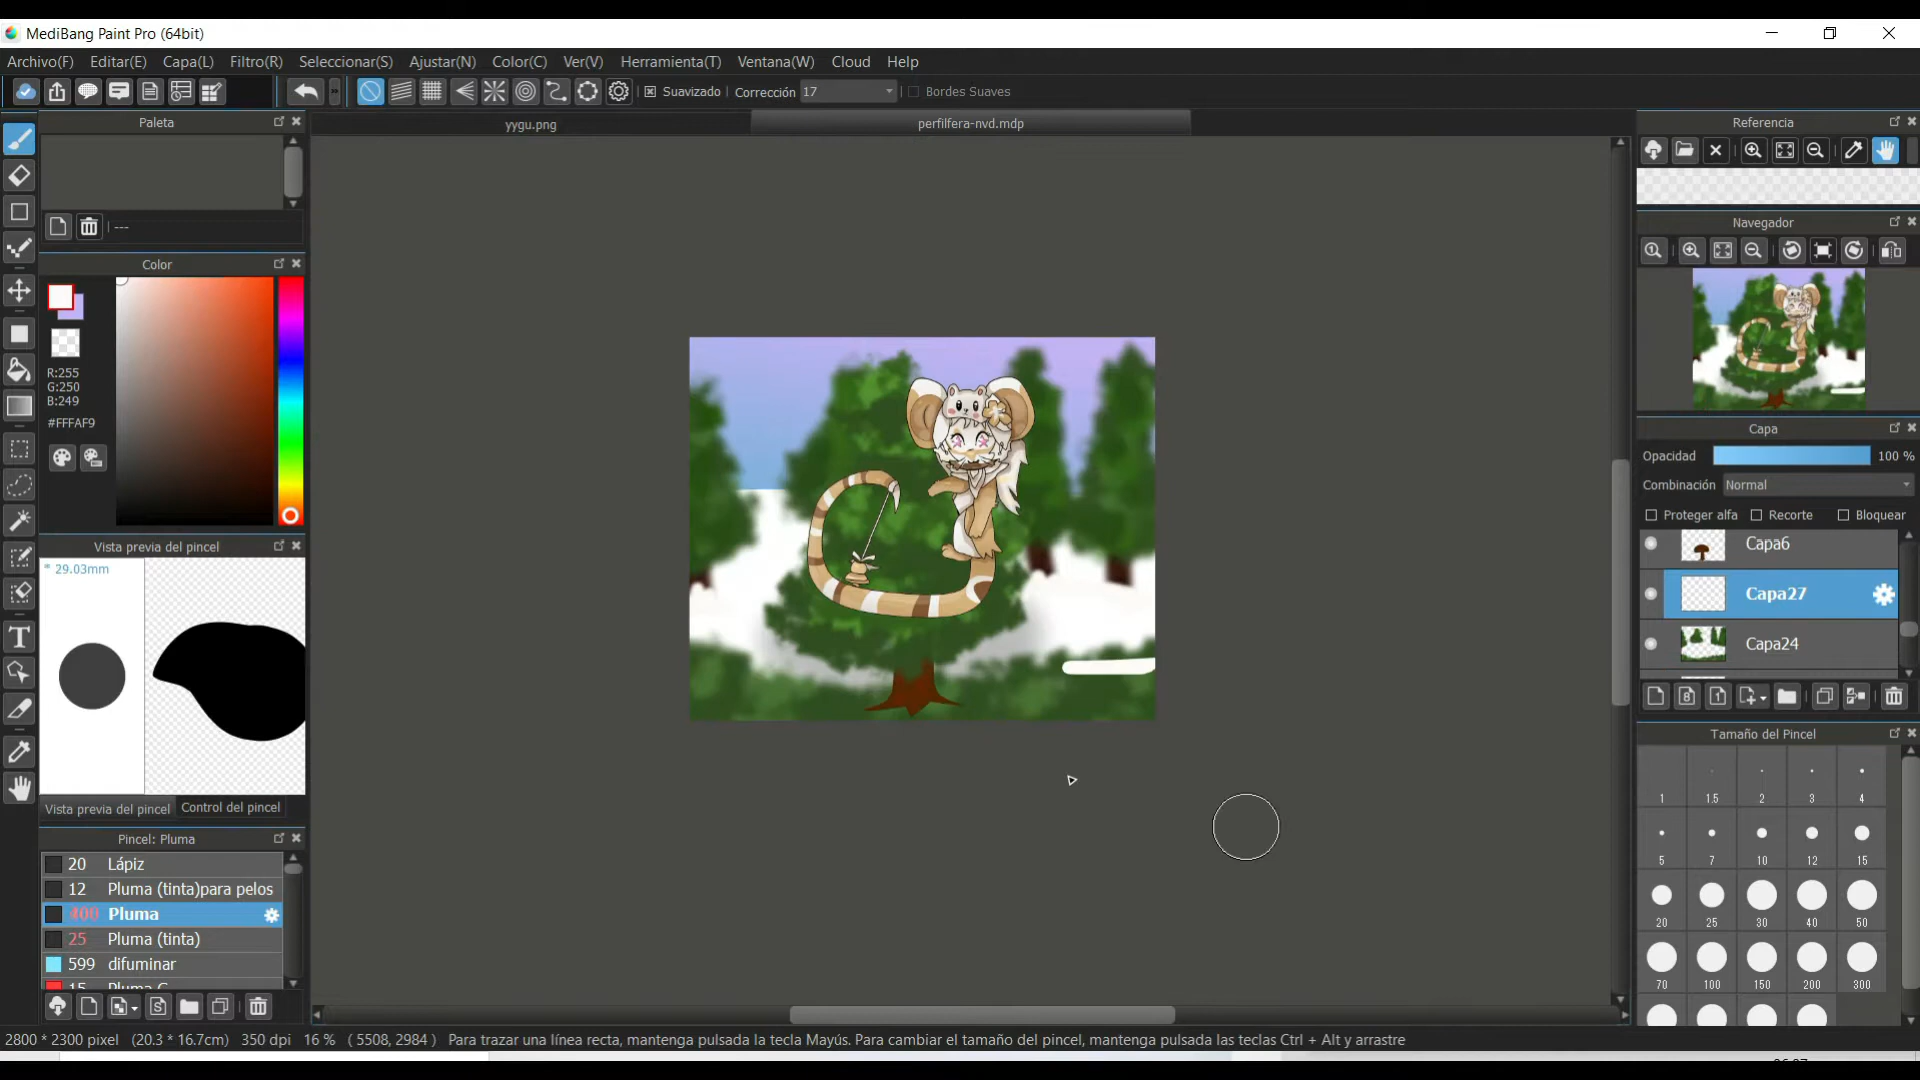 MediBang Paint Pro (64bit)
Archivo(F) Editar(E) Capa(L) Filtro(R) Seleccionar(S) Ajustar(N) Color(C) Ver(V) Herramienta(T) Ventana(W) Cloud Help
Suavizado Corrección 17 Bordes Suaves
Paleta
yygu.png
perfilfera-nvd.mdp
Referencia
---
Navegador
Color
R:255
G:250
B:249
#FFFAF9
Capa
Opacidad 100 %
Combinación Normal
Proteger alfa Recorte Bloquear
Capa6
Capa27
Capa24
Vista previa del pincel
* 29.03mm
Vista previa del pincel Control del pincel
Tamaño del Pincel
1 1.5 2 3 4
5 7 10 12 15
20 25 30 40 50
70 100 150 200 300
Pincel: Pluma
20 Lápiz
12 Pluma (tinta)para pelos
400 Pluma
25 Pluma (tinta)
599 difuminar
15 Pluma G
2800 * 2300 pixel (20.3 * 16.7cm) 350 dpi 16 % ( 5508, 2984 ) Para trazar una línea recta, mantenga pulsada la tecla Mayús. Para cambiar el tamaño del pincel, mantenga pulsada las teclas Ctrl + Alt y arrastre